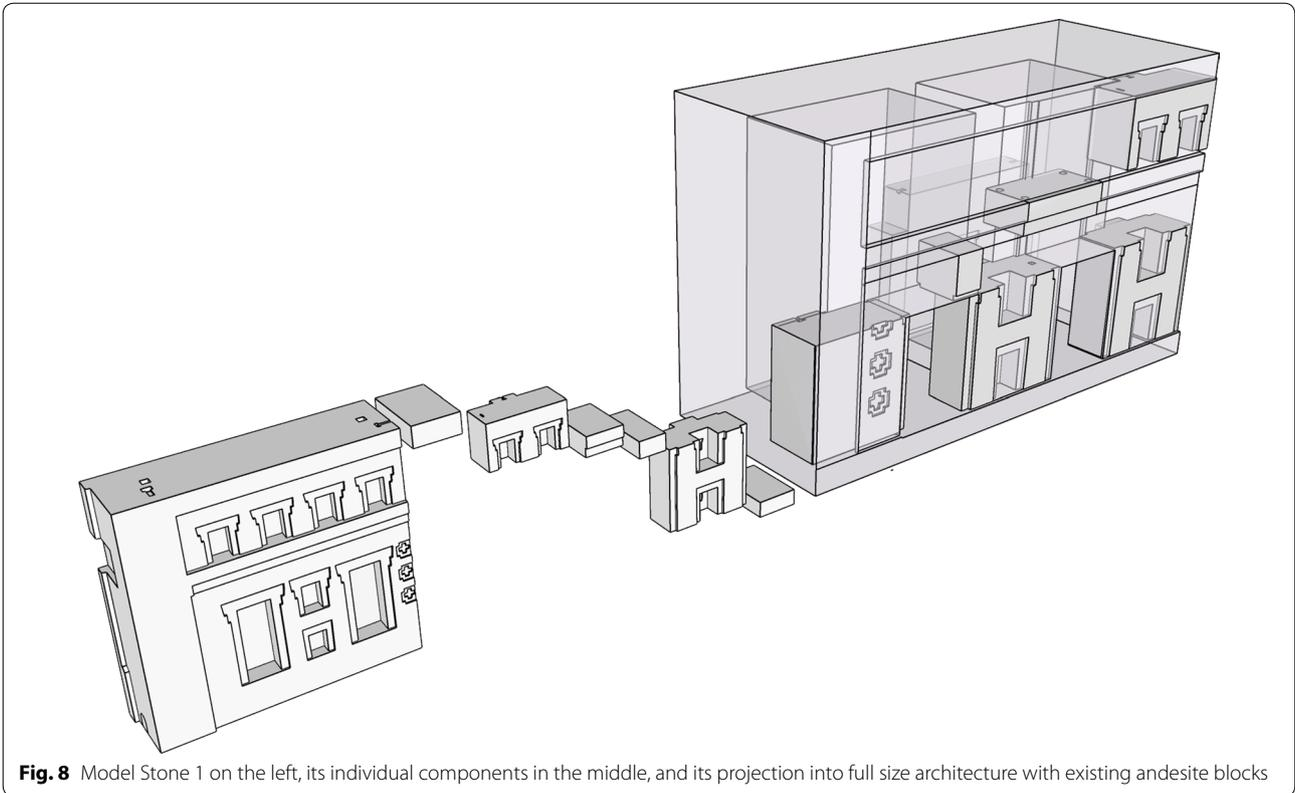 Fig. 8 Model Stone 1 on the left, its individual components in the middle, and its projection into full size architecture with existing andesite blocks